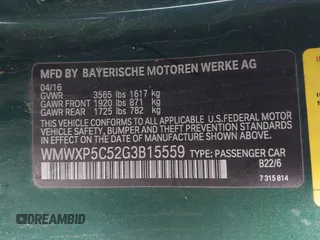 MFD BY BAYERISCHE MOTOREN WERKE AG
04/16
GVWR 3565 lbs 1617 kg
GAWR FRONT 1920 lbs 871 kg
GAWR REAR 1725 lbs 782 kg
THIS VEHICLE CONFORMS TO ALL
APPLICABLE U.S. FEDERAL MOTOR
VEHICLE SAFETY, BUMPER, AND
THEFT PREVENTION STANDARDS
IN EFFECT ON THE DATE OF
MANUFACTURE SHOWN ABOVE.
WMWXP5C52G3B15559 TYPE: PASSENGER CAR
B22/6
7 315 814
DREAMBID